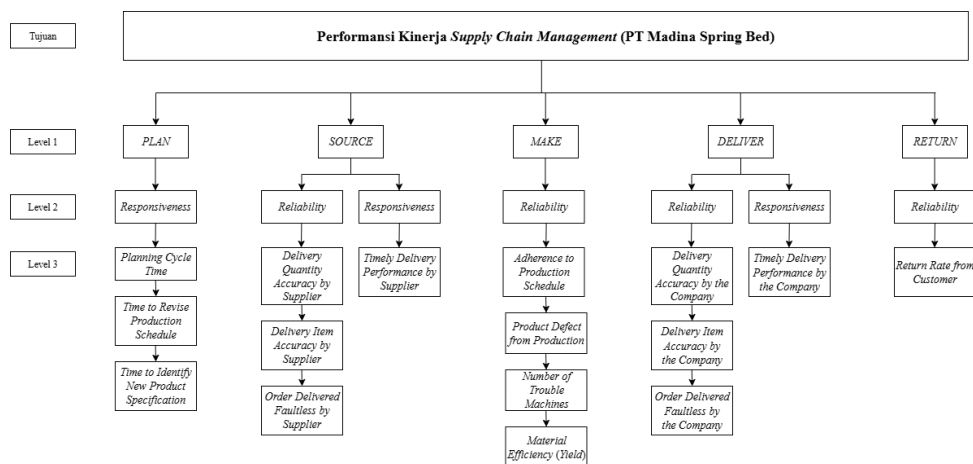 Tujuan
Performansi Kinerja Supply Chain Management (PT Madina Spring Bed)
Level 1
PLAN
SOURCE
MAKE
DELIVER
RETURN
Level 2
Responsiveness
Reliability
Responsiveness
Reliability
Reliability
Responsiveness
Reliability
Level 3
Planning Cycle
Time
Time to Revise
Production
Schedule
Time to Identify
New Product
Specification
Delivery
Quantity
Accuracy by
Supplier
Delivery Item
Accuracy by
Supplier
Order Delivered
Faultless by
Supplier
Timely Delivery
Performance by
Supplier
Adherence to
Production
Schedule
Product Defect
from Production
Number of
Trouble
Machines
Material
Efficiency (Yield)
Delivery
Quantity
Accuracy by the
Company
Delivery Item
Accuracy by
the Company
Order Delivered
Faultless by
the Company
Timely Delivery
Performance by
the Company
Return Rate from
Customer